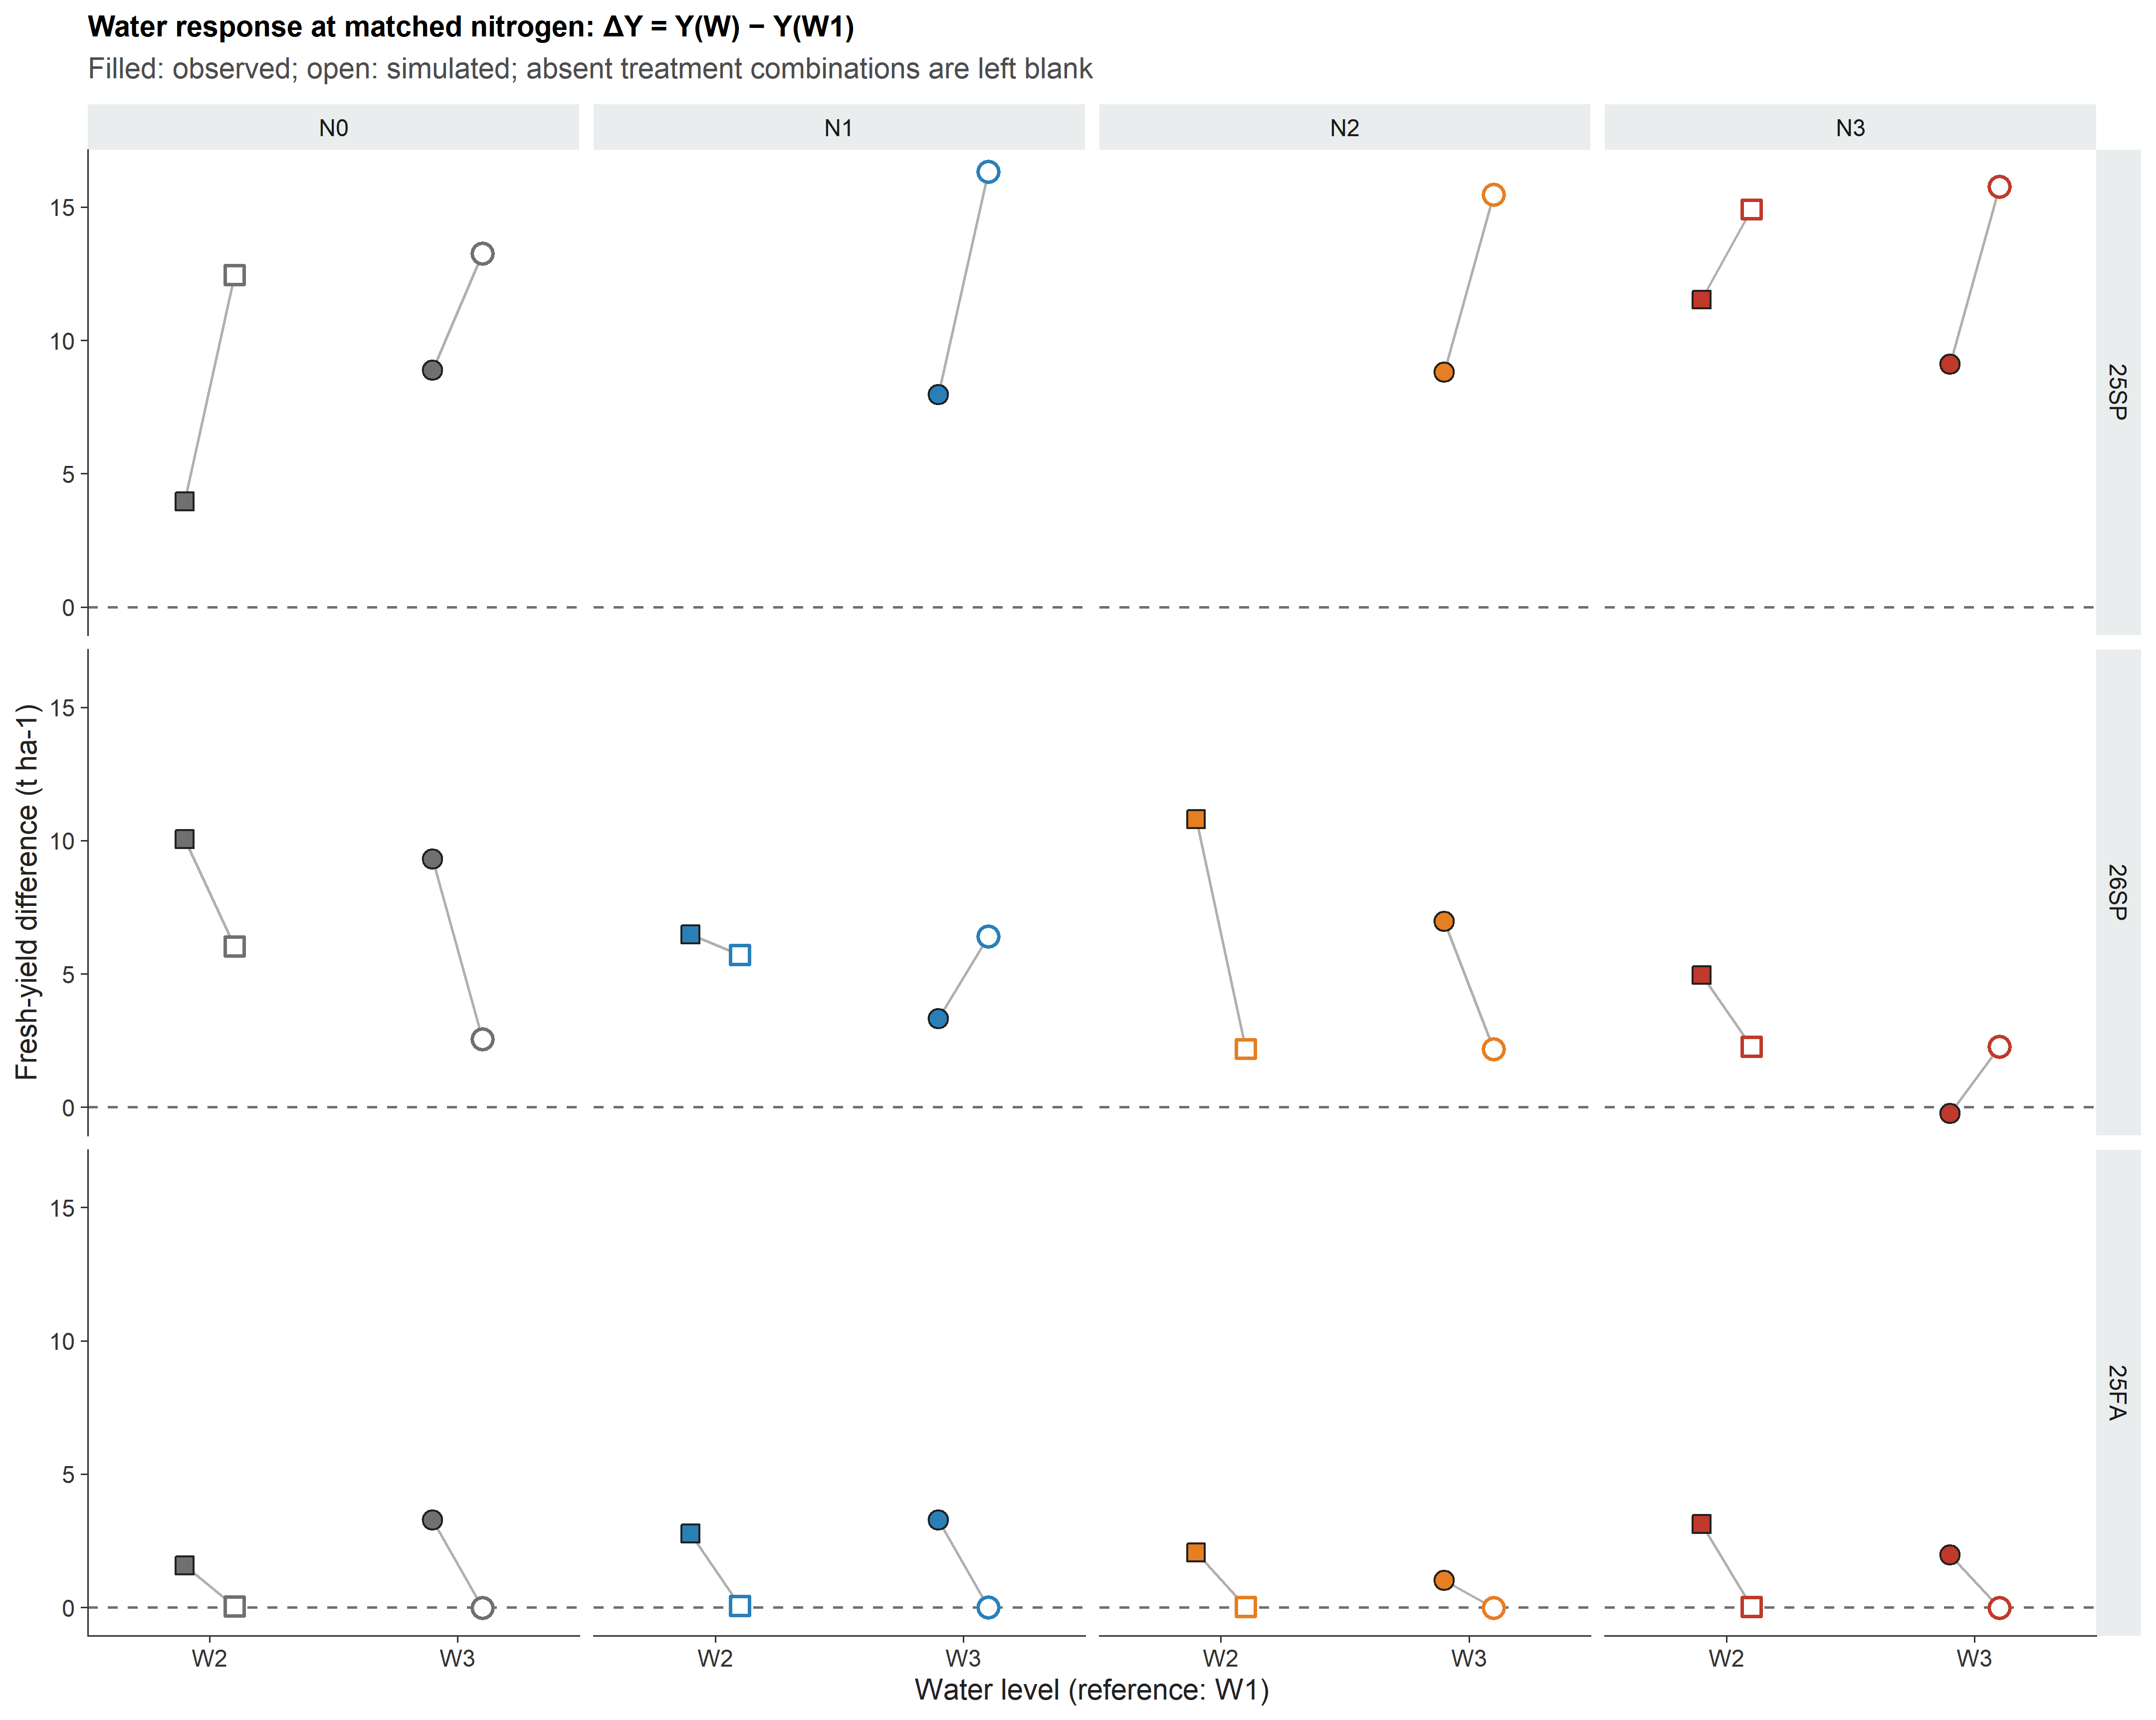 Water response at matched nitrogen: ΔY = Y(W) − Y(W1)
Filled: observed; open: simulated; absent treatment combinations are left blank
N0 N1 N2 N3
15
10
5
0
25SP
Fresh-yield difference (t ha-1)
15
10
5
0
26SP
15
10
5
0
25FA
W2 W3 W2 W3 W2 W3 W2 W3
Water level (reference: W1)